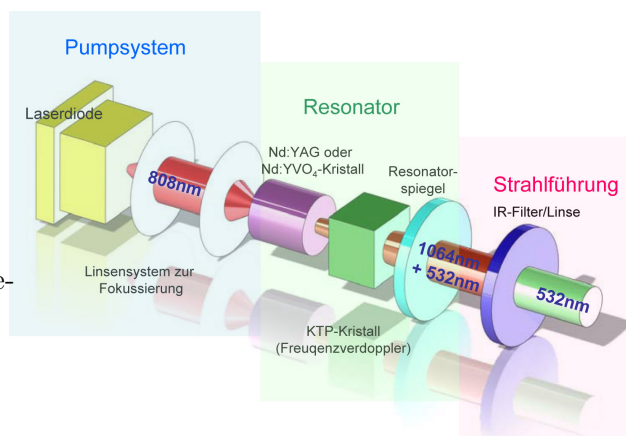 Pumpsystem
Laserdiode
808nm
Linsensystem zur
Fokussierung
Resonator
Nd:YAG oder
Nd:YVO₄-Kristall
Resonator-
spiegel
KTP-Kristall
(Freuqenzverdoppler)
1064nm
+ 532nm
Strahlführung
IR-Filter/Linse
532nm
e-